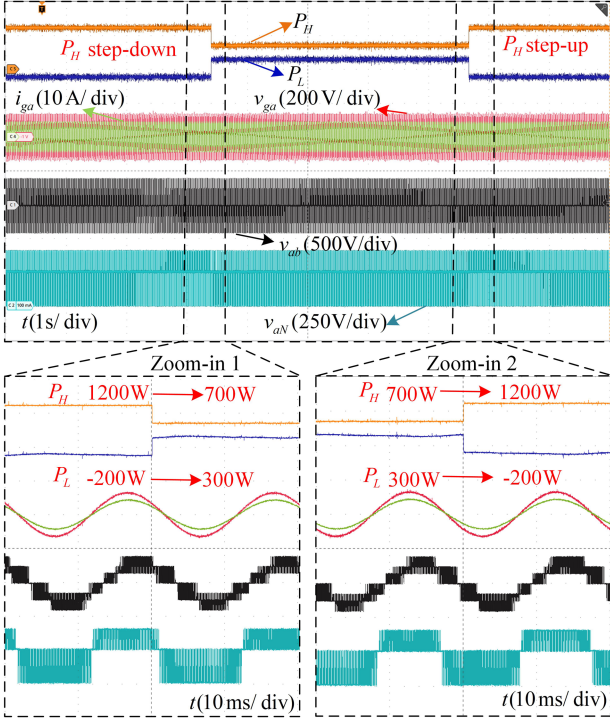 P_H
P_H step-down
P_H step-up
P_L
i_ga(10 A/ div)
v_ga(200 V/ div)
v_ab(500V/div)
t(1s/ div)
v_aN(250V/div)
Zoom-in 1
Zoom-in 2
P_H 1200W 700W
P_L -200W 300W
t(10 ms/ div)
P_H 700W 1200W
P_L 300W -200W
t(10 ms/ div)